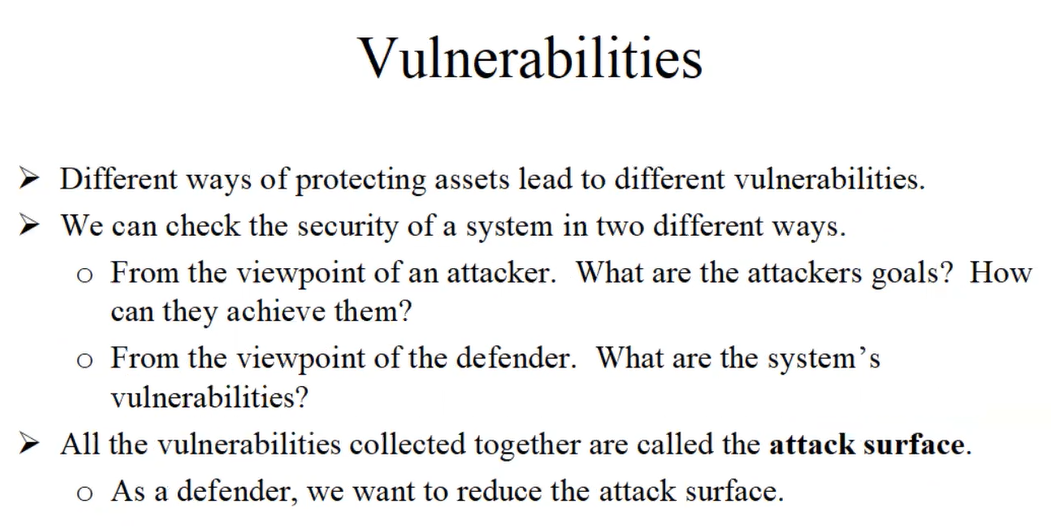 Vulnerabilities
➢ Different ways of protecting assets lead to different vulnerabilities.
➢ We can check the security of a system in two different ways.
o From the viewpoint of an attacker.  What are the attackers goals?  How
can they achieve them?
o From the viewpoint of the defender.  What are the system’s
vulnerabilities?
➢ All the vulnerabilities collected together are called the attack surface.
o As a defender, we want to reduce the attack surface.